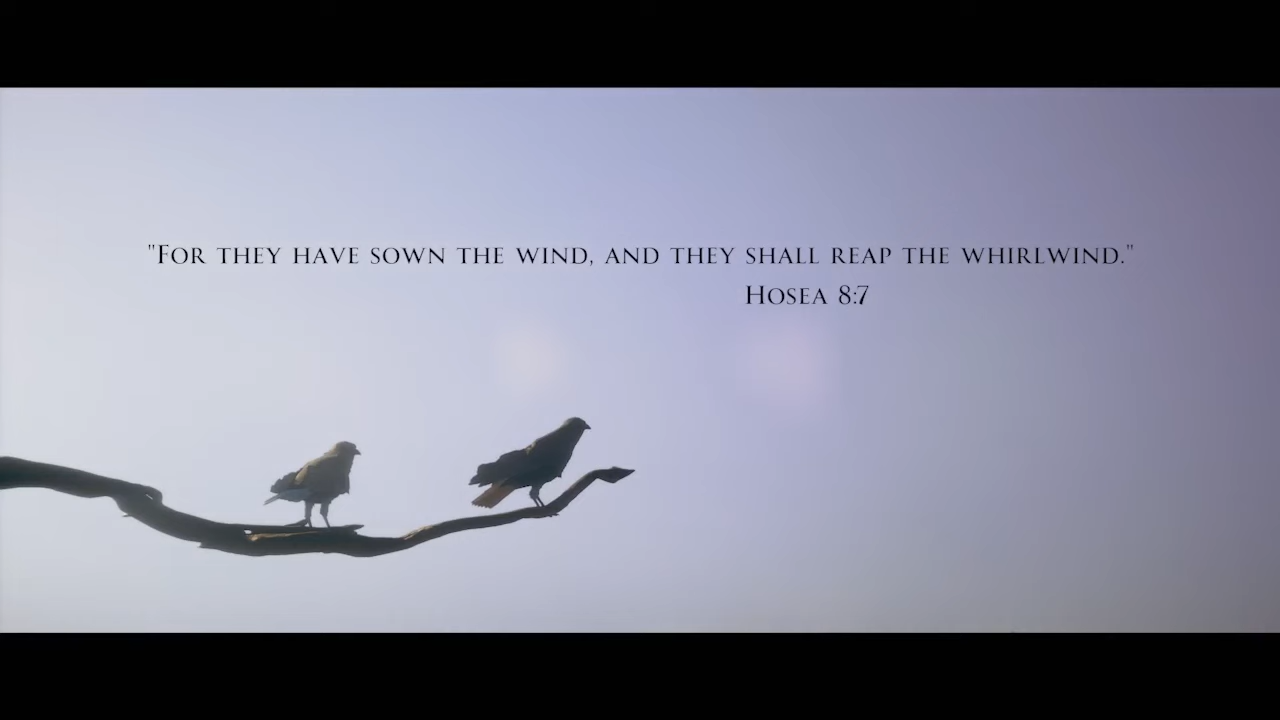 "For they have sown the wind, and they shall reap the whirlwind."
Hosea 8:7